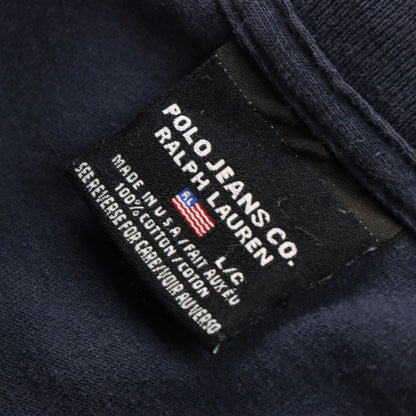 POLO JEANS CO.
RALPH LAUREN
R.L. L/G
MADE IN U S A / FAIT AUX ÉU
100% COTTON/COTON
SEE REVERSE FOR CARE/VOIR AU VERSO